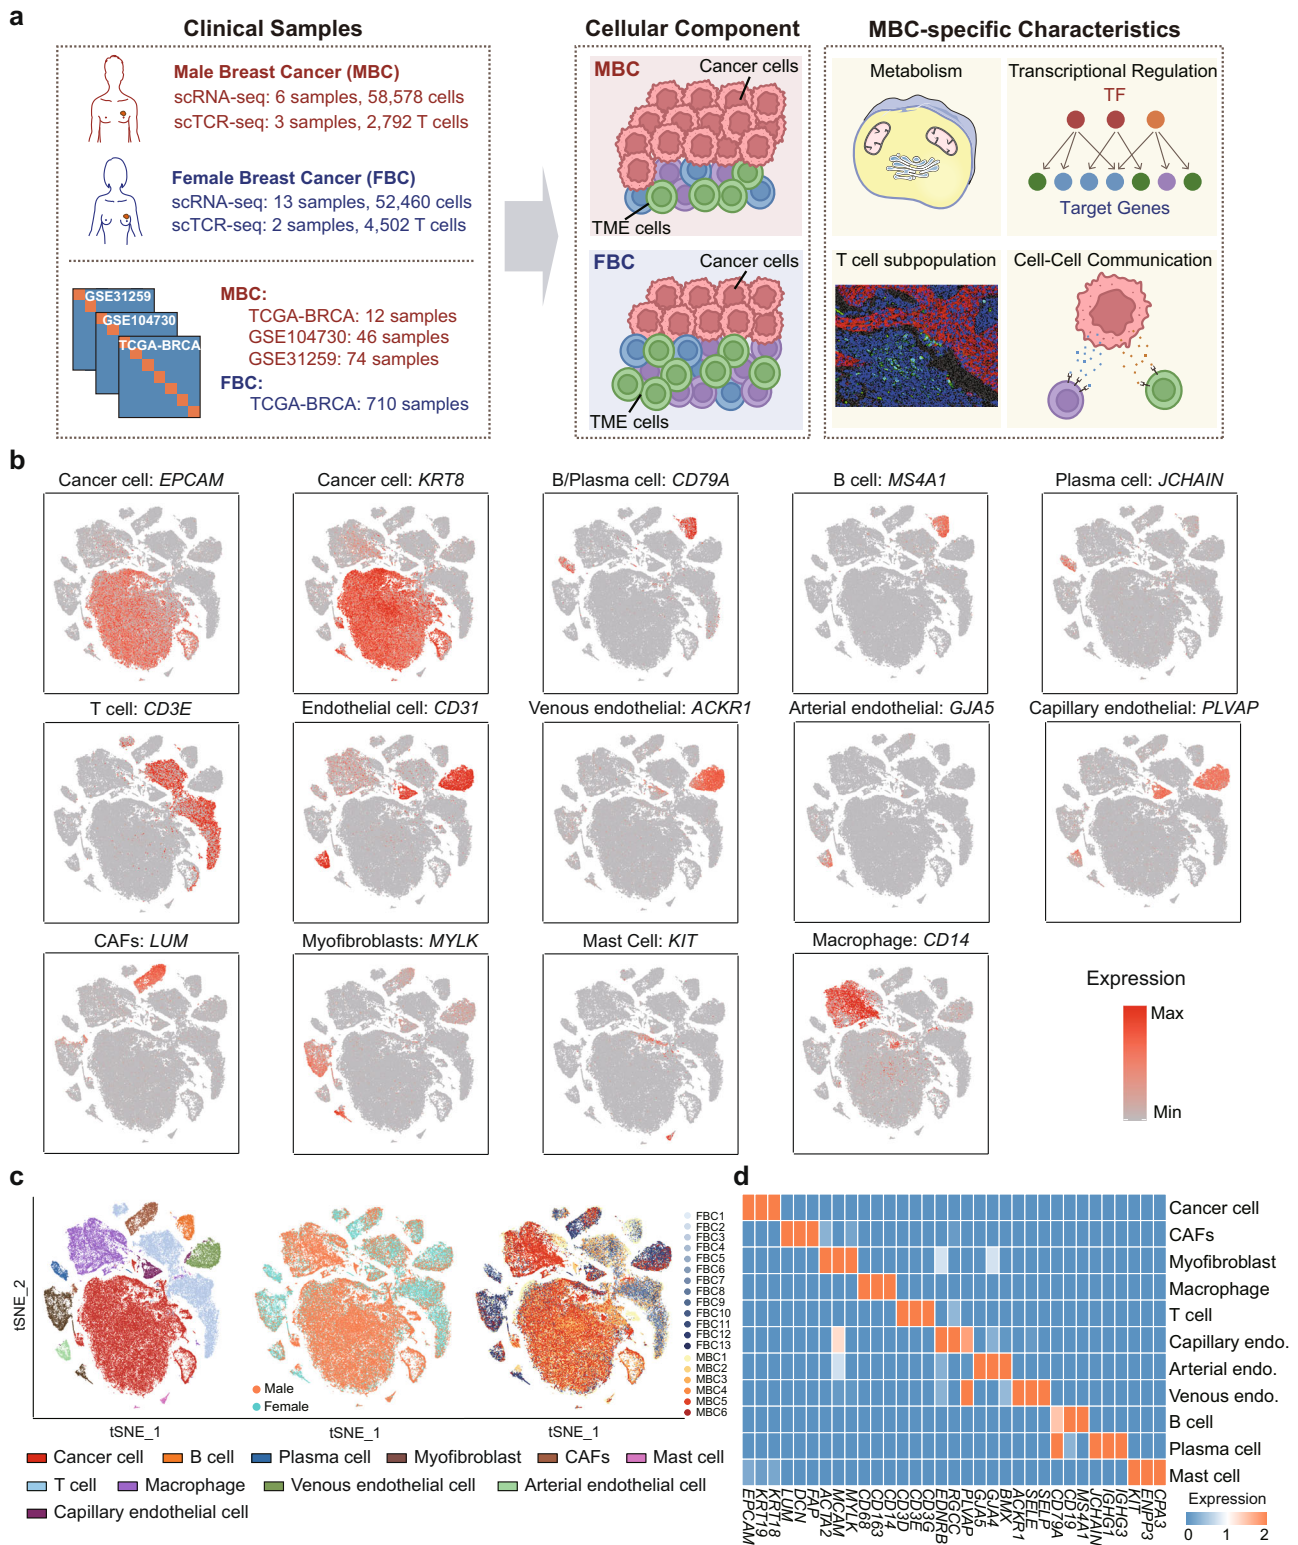 a
Clinical Samples
Cellular Component
MBC-specific Characteristics
Male Breast Cancer (MBC)
scRNA-seq: 6 samples, 58,578 cells
scTCR-seq: 3 samples, 2,792 T cells
Female Breast Cancer (FBC)
scRNA-seq: 13 samples, 52,460 cells
scTCR-seq: 2 samples, 4,502 T cells
GSE31259
GSE104730
TCGA-BRCA
MBC:
TCGA-BRCA: 12 samples
GSE104730: 46 samples
GSE31259: 74 samples
FBC:
TCGA-BRCA: 710 samples
MBC
Cancer cells
TME cells
FBC
Cancer cells
TME cells
Metabolism
Transcriptional Regulation
TF
Target Genes
T cell subpopulation
Cell-Cell Communication
b
Cancer cell: EPCAM
Cancer cell: KRT8
B/Plasma cell: CD79A
B cell: MS4A1
Plasma cell: JCHAIN
T cell: CD3E
Endothelial cell: CD31
Venous endothelial: ACKR1
Arterial endothelial: GJA5
Capillary endothelial: PLVAP
CAFs: LUM
Myofibroblasts: MYLK
Mast Cell: KIT
Macrophage: CD14
Expression
Max
Min
c
tSNE_2
tSNE_1
Male
Female
tSNE_1
tSNE_1
FBC1
FBC2
FBC3
FBC4
FBC5
FBC6
FBC7
FBC8
FBC9
FBC10
FBC11
FBC12
FBC13
MBC1
MBC2
MBC3
MBC4
MBC5
MBC6
Cancer cell
B cell
Plasma cell
Myofibroblast
CAFs
Mast cell
T cell
Macrophage
Venous endothelial cell
Arterial endothelial cell
Capillary endothelial cell
d
Cancer cell
CAFs
Myofibroblast
Macrophage
T cell
Capillary endo.
Arterial endo.
Venous endo.
B cell
Plasma cell
Mast cell
EPCAM
KRT19
KRT18
LUM
DCN
FAP
ACTA2
MCAM
MYLK
CD68
CD163
CD14
CD3D
CD3E
CD3G
EDNRB
RGCC
PLVAP
GJA5
GJA4
BMX
ACKR1
SELE
SELP
CD79A
CD19
MS4A1
JCHAIN
IGHG1
IGHG3
KIT
ENPP3
CPA3
Expression
0
1
2